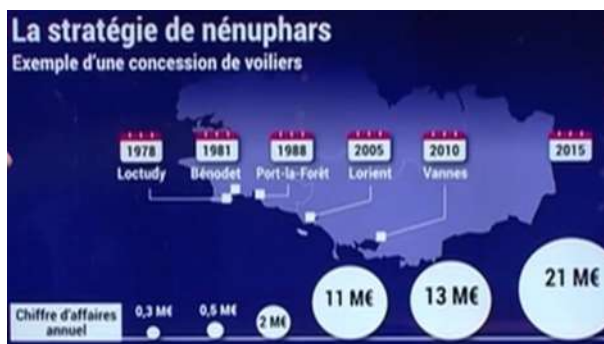 La stratégie de nénuphars
Exemple d'une concession de voiliers
1978 1981 1988 2005 2010 2015
Loctudy Bénodet Port-la-Forêt Lorient Vannes
Chiffre d'affaires annuel
0,3 M€ 0,5 M€ 2 M€ 11 M€ 13 M€ 21 M€